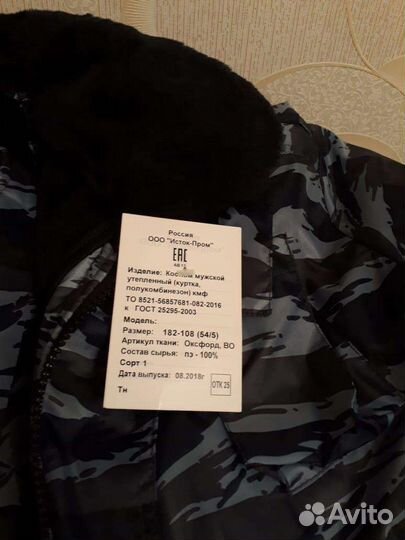 Россия
ООО "Исток-Пром"
ЕАС
Изделие: Костюм мужской
утепленный (куртка,
полукомбинезон) кмф
ТО 8521-56857681-082-2016
к ГОСТ 25295-2003
Модель:
Размер: 182-108 (54/5)
Артикул ткани: Оксфорд, ВО
Состав сырья: пэ - 100%
Сорт 1
Дата выпуска: 08.2018г
ОТК 25
Тн
Avito